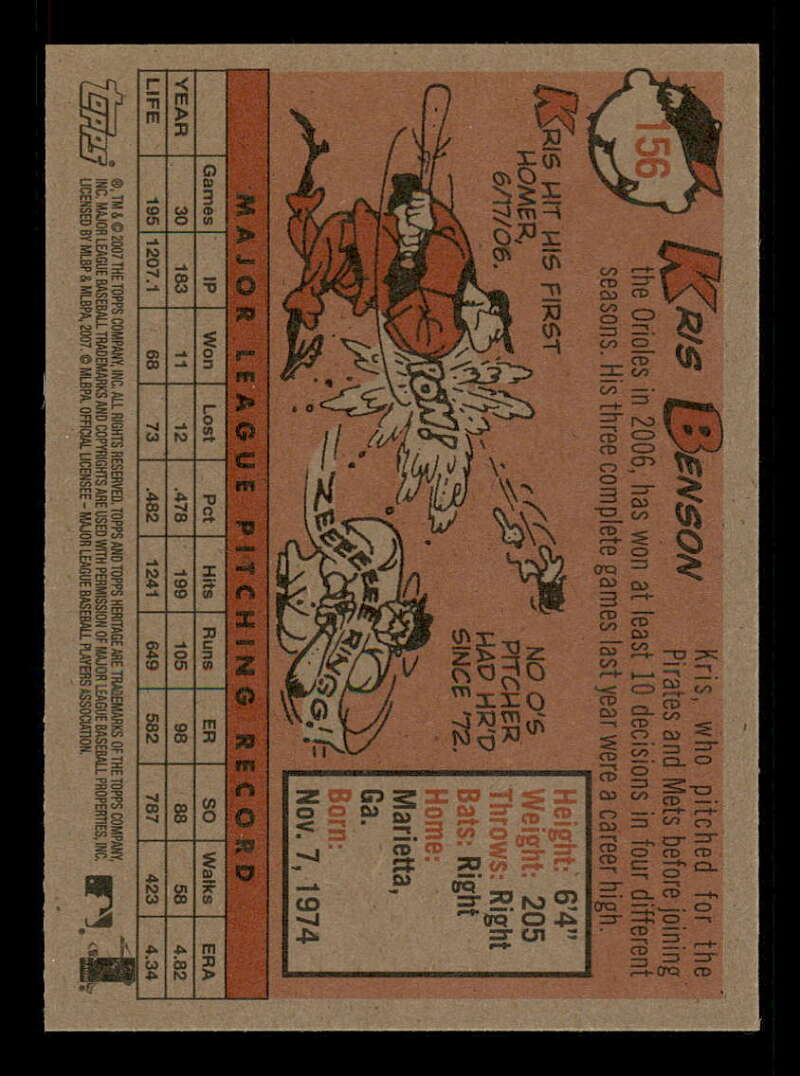 156
KRIS BENSON
Kris, who pitched for the
Pirates and Mets before joining
the Orioles in 2006, has won at least 10 decisions in four different
seasons. His three complete games last year were a career high.
KRIS HIT HIS FIRST
HOMER,
6/17/06.
POW!
NO O'S
PITCHER
HAD HR'D
SINCE '72.
ZEEEEEERINGG!!
Height: 6'4"
Weight: 205
Throws: Right
Bats: Right
Home:
Marietta,
Ga.
Born:
Nov. 7, 1974
MAJOR LEAGUE PITCHING RECORD
Games IP Won Lost Pct Hits Runs ER SO Walks ERA
YEAR 30 183 11 12 .478 199 105 98 88 58 4.82
LIFE 195 1207.1 68 73 .482 1241 649 582 787 423 4.34
TOPPS®
®, TM & © 2007 THE TOPPS COMPANY, INC. ALL RIGHTS RESERVED. TOPPS AND TOPPS HERITAGE ARE TRADEMARKS OF THE TOPPS COMPANY,
INC. MAJOR LEAGUE BASEBALL TRADEMARKS AND COPYRIGHTS ARE USED WITH PERMISSION OF MAJOR LEAGUE BASEBALL PROPERTIES, INC.
LICENSED BY MLBP & MLBPA, 2007. © MLBPA. OFFICIAL LICENSEE – MAJOR LEAGUE BASEBALL PLAYERS ASSOCIATION.